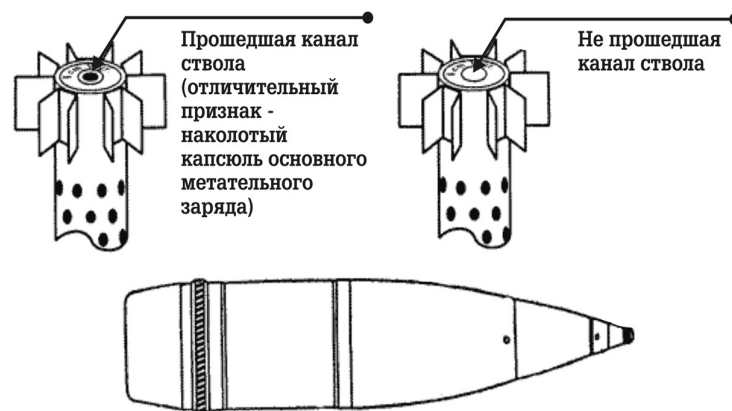 Прошедшая канал
ствола
(отличительный
признак -
наколотый
капсюль основного
метательного
заряда)
Не прошедшая
канал ствола